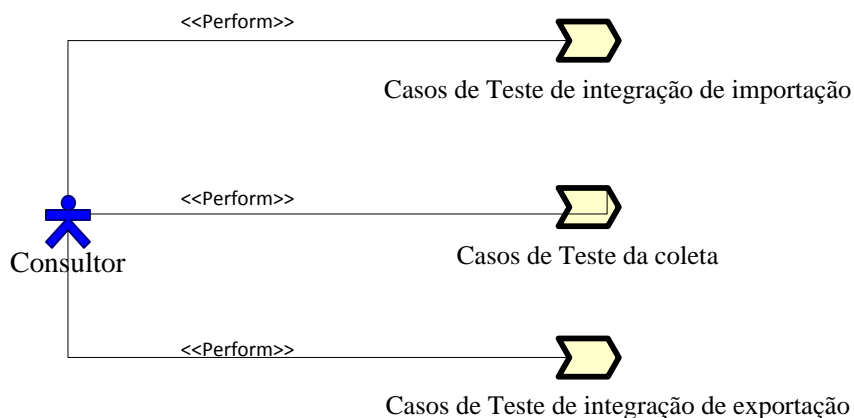 <<Perform>>
Casos de Teste de integração de importação
<<Perform>>
Consultor
Casos de Teste da coleta
<<Perform>>
Casos de Teste de integração de exportação